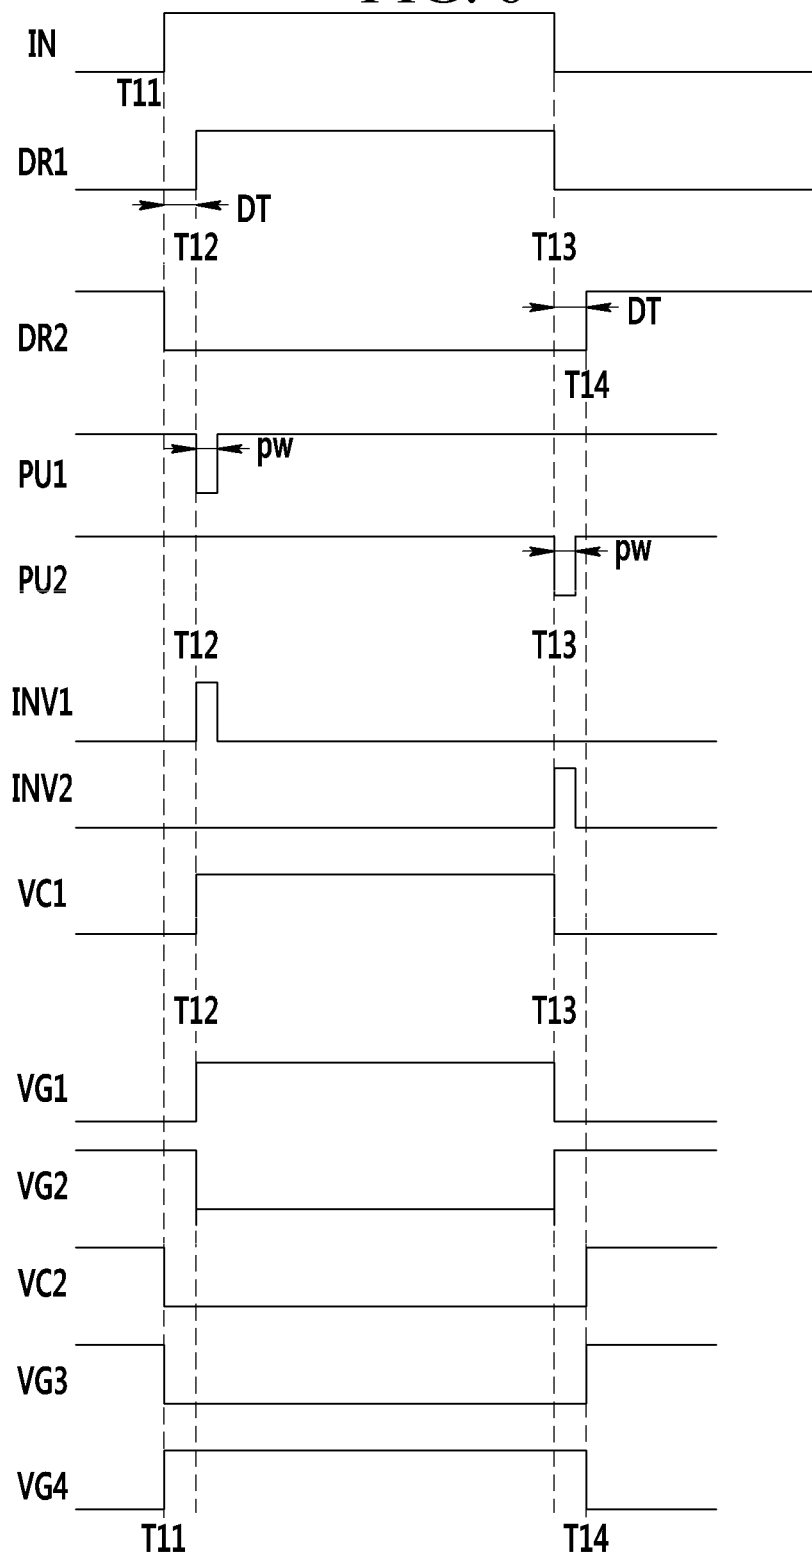 IN
T11
DR1
DT
T12 T13
DR2
DT
T14
PU1
pw
PU2
pw
T12 T13
INV1
INV2
VC1
T12 T13
VG1
VG2
VC2
VG3
VG4
T11 T14